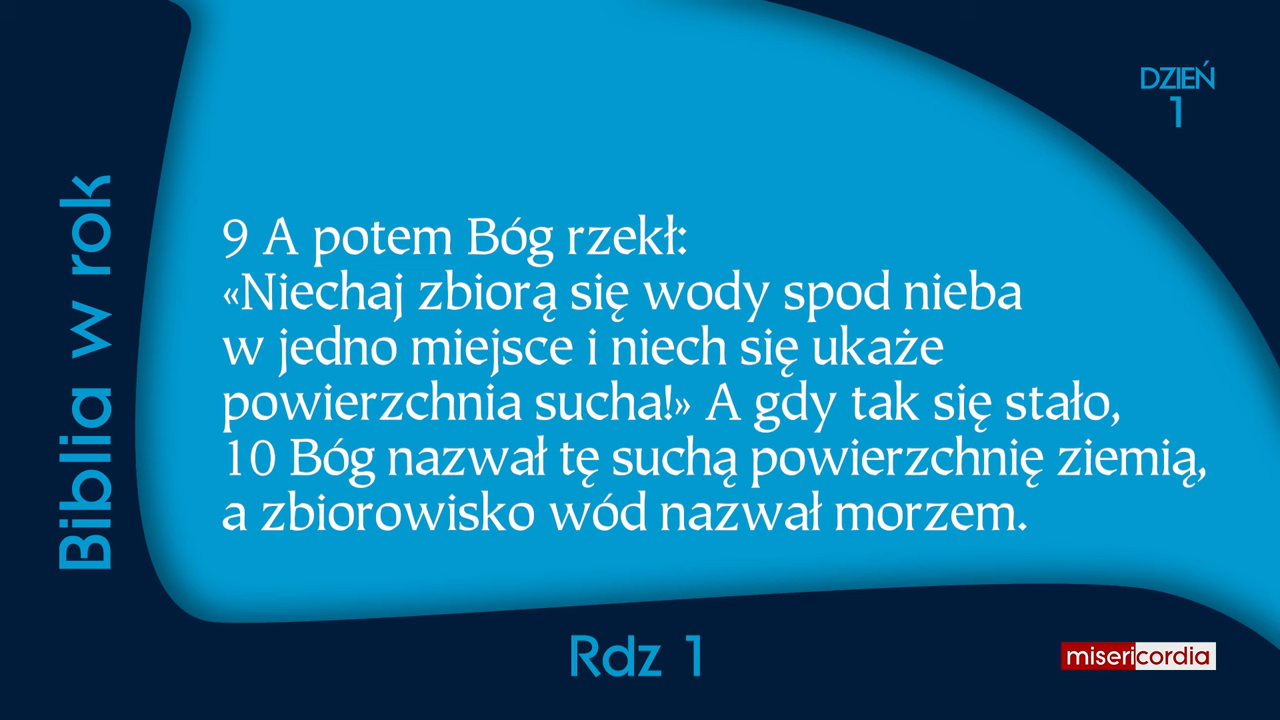 DZIEŃ
1
Biblia w rok
9 A potem Bóg rzekł:
«Niechaj zbiorą się wody spod nieba
w jedno miejsce i niech się ukaże
powierzchnia sucha!» A gdy tak się stało,
10 Bóg nazwał tę suchą powierzchnię ziemią,
a zbiorowisko wód nazwał morzem.
Rdz 1
misericordia